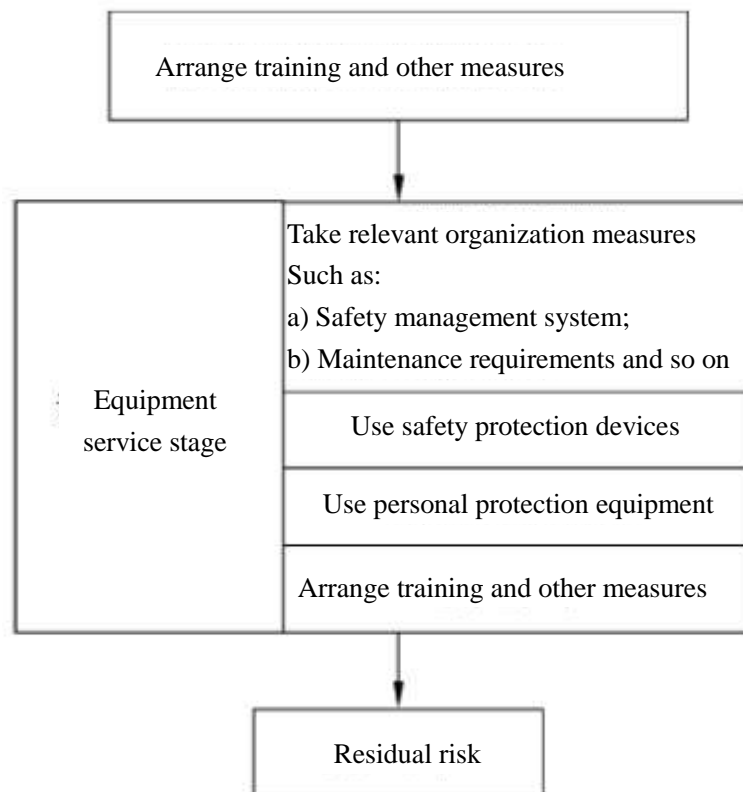 Arrange training and other measures
Take relevant organization measures
Such as:
a) Safety management system;
b) Maintenance requirements and so on
Equipment
service stage
Use safety protection devices
Use personal protection equipment
Arrange training and other measures
Residual risk